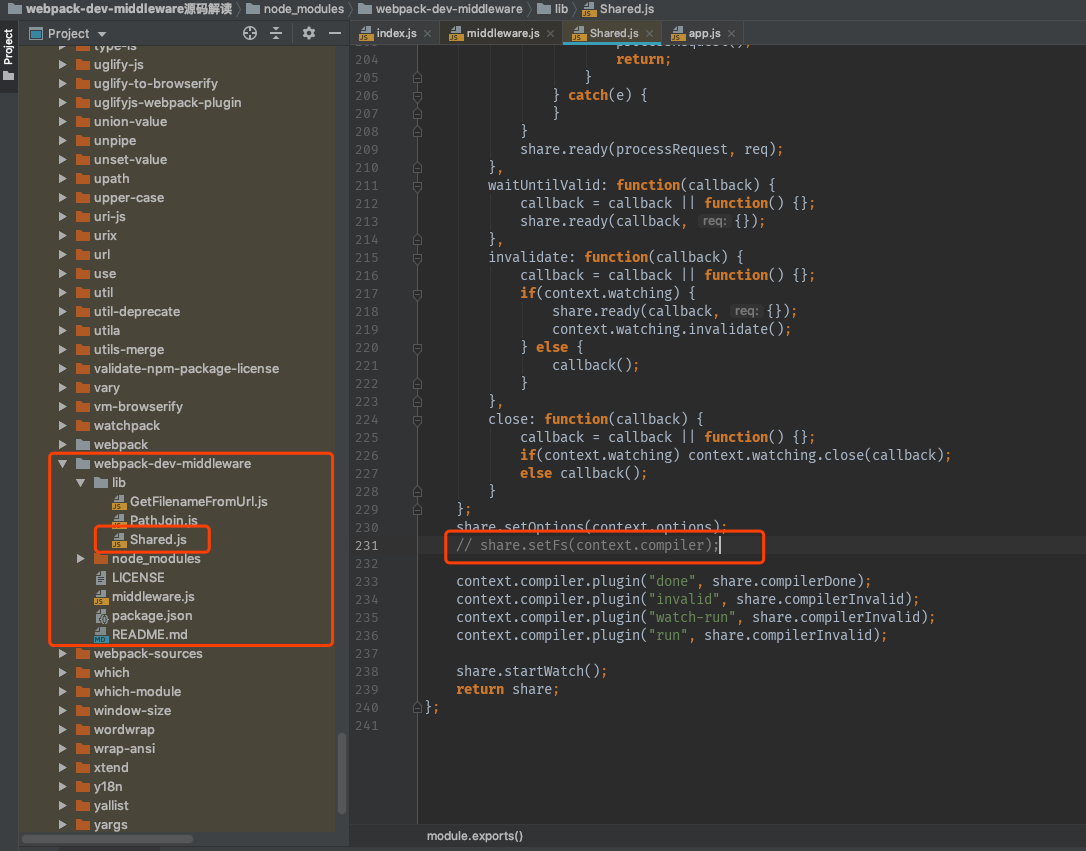 webpack-dev-middleware源码解读 node_modules webpack-dev-middleware lib Shared.js
Project
Project
type-is
uglify-js
uglify-to-browserify
uglifyjs-webpack-plugin
union-value
unpipe
unset-value
upath
upper-case
uri-js
urix
url
use
util
util-deprecate
utila
utils-merge
validate-npm-package-license
vary
vm-browserify
watchpack
webpack
webpack-dev-middleware
lib
GetFilenameFromUrl.js
PathJoin.js
Shared.js
node_modules
LICENSE
middleware.js
package.json
README.md
webpack-sources
which
which-module
window-size
wordwrap
wrap-ansi
xtend
y18n
yallist
yargs
index.js middleware.js Shared.js app.js
processRequest();
204 return;
205 }
206 } catch(e) {
207 }
208 }
209 share.ready(processRequest, req);
210 },
211 waitUntilValid: function(callback) {
212 callback = callback || function() {};
213 share.ready(callback, req: {});
214 },
215 invalidate: function(callback) {
216 callback = callback || function() {};
217 if(context.watching) {
218 share.ready(callback, req: {});
219 context.watching.invalidate();
220 } else {
221 callback();
222 }
223 },
224 close: function(callback) {
225 callback = callback || function() {};
226 if(context.watching) context.watching.close(callback);
227 else callback();
228 }
229 };
230 share.setOptions(context.options);
231 // share.setFs(context.compiler);
232
233 context.compiler.plugin("done", share.compilerDone);
234 context.compiler.plugin("invalid", share.compilerInvalid);
235 context.compiler.plugin("watch-run", share.compilerInvalid);
236 context.compiler.plugin("run", share.compilerInvalid);
237
238 share.startWatch();
239 return share;
240 };
241
module.exports()